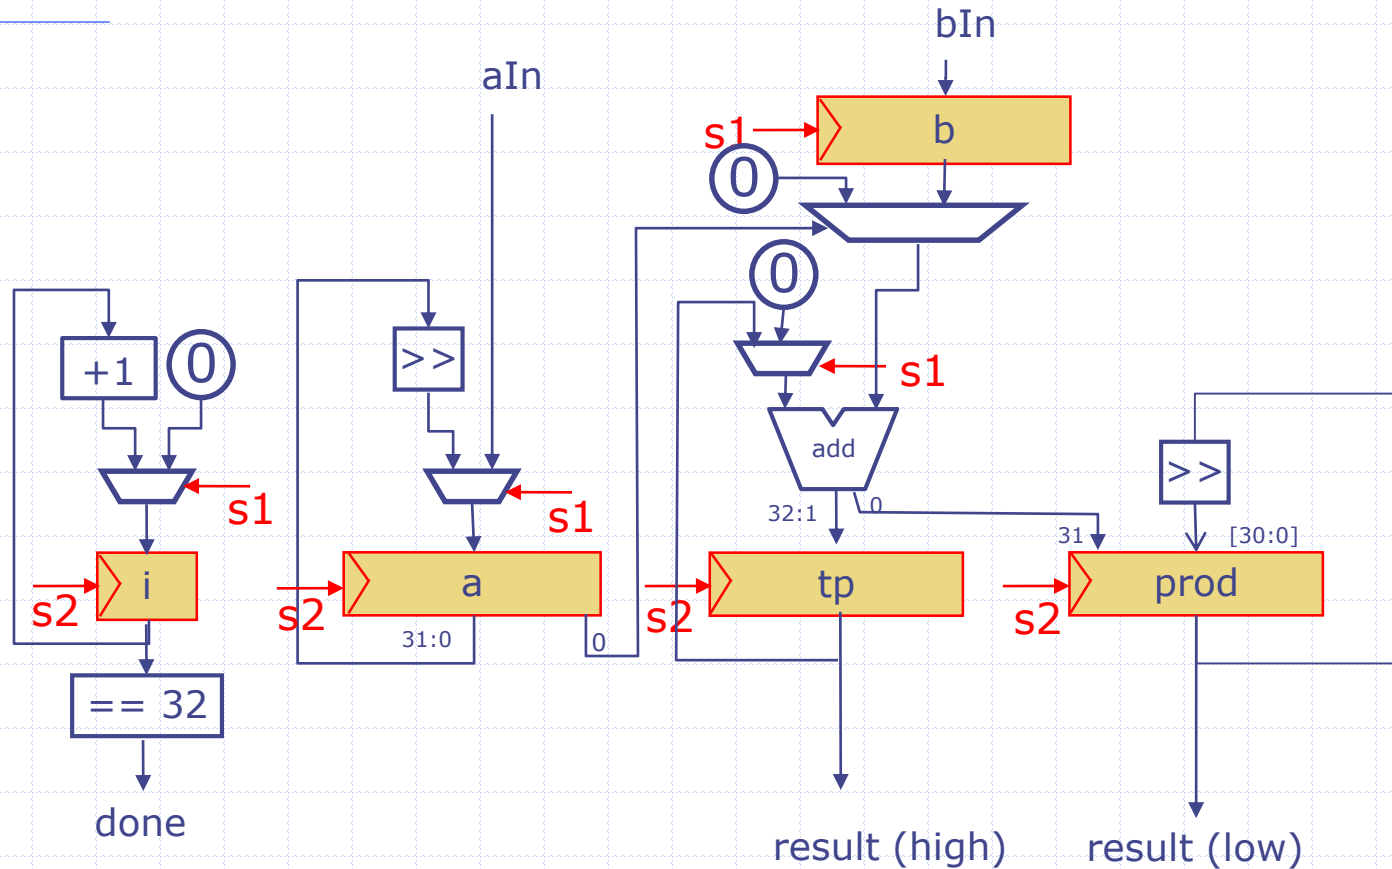 bIn
aIn
s1
b
0
0
+1
0
>>
s1
add
>>
s1
s1
32:1
0
31
[30:0]
s2
i
s2
a
s2
tp
s2
prod
31:0
0
== 32
done
result (high)
result (low)